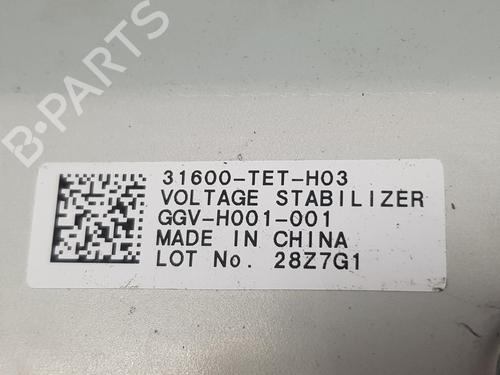 B-PARTS
31600-TET-H03
VOLTAGE STABILIZER
GGV-H001-001
MADE IN CHINA
LOT No. 28Z7G1